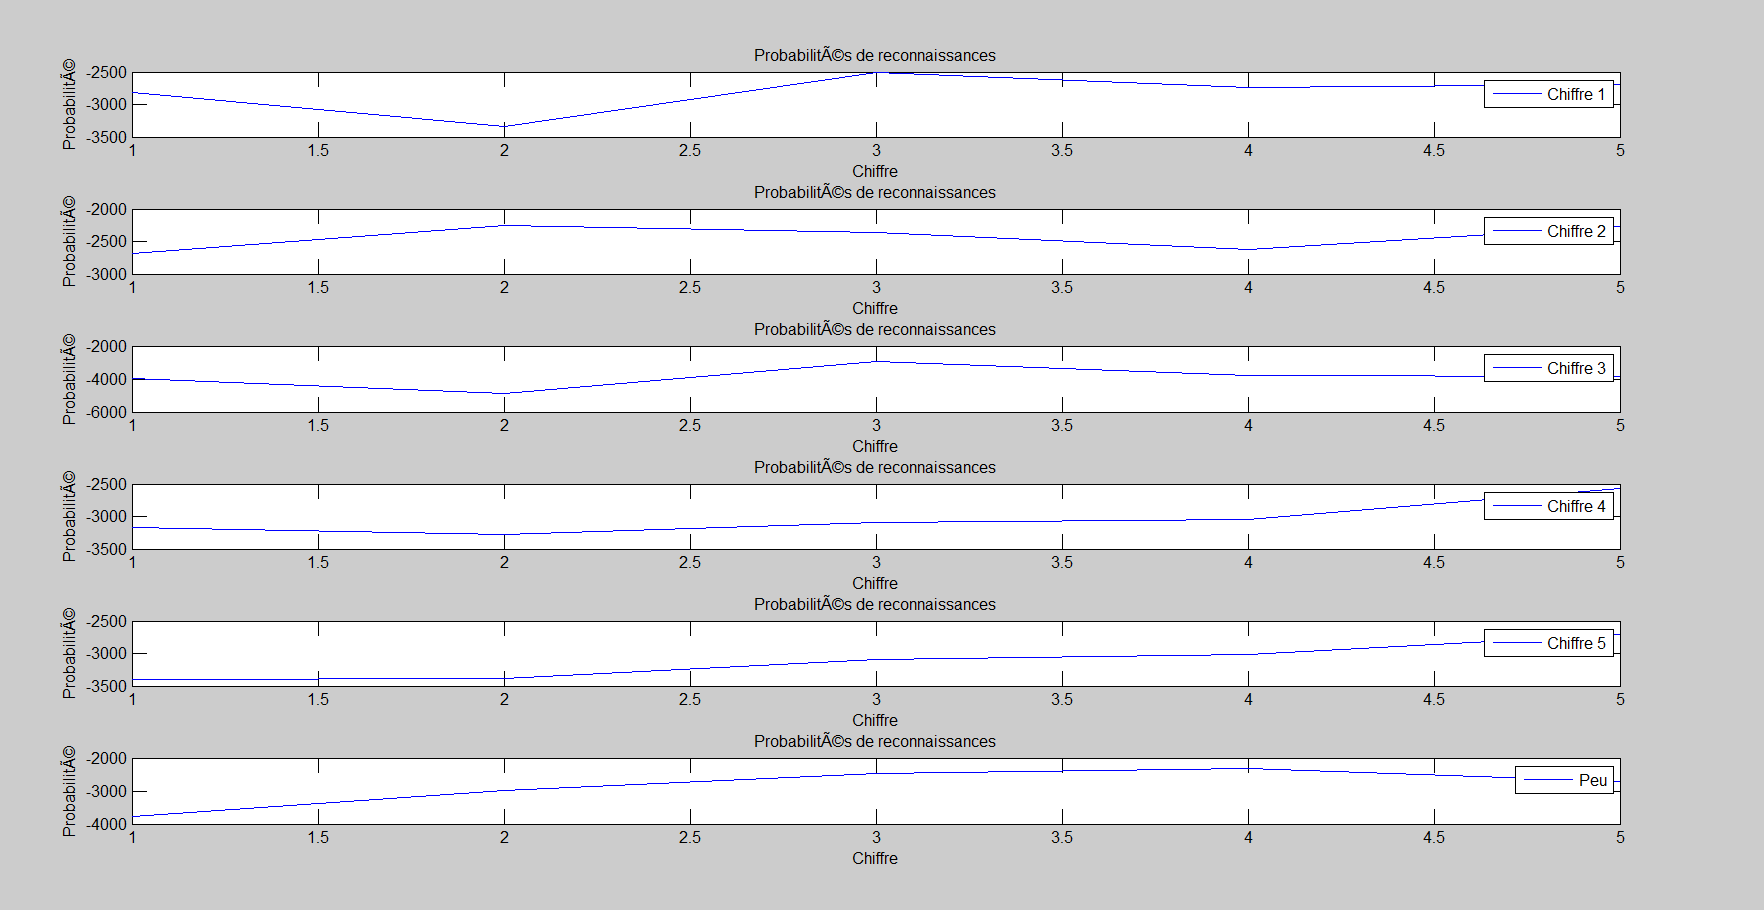 ProbabilitÃ©s de reconnaissances
ProbabilitÃ©
-2500
-3000
-3500
Chiffre 1
1 1.5 2 2.5 3 3.5 4 4.5 5
Chiffre
ProbabilitÃ©s de reconnaissances
ProbabilitÃ©
-2000
-2500
-3000
Chiffre 2
1 1.5 2 2.5 3 3.5 4 4.5 5
Chiffre
ProbabilitÃ©s de reconnaissances
ProbabilitÃ©
-2000
-4000
-6000
Chiffre 3
1 1.5 2 2.5 3 3.5 4 4.5 5
Chiffre
ProbabilitÃ©s de reconnaissances
ProbabilitÃ©
-2500
-3000
-3500
Chiffre 4
1 1.5 2 2.5 3 3.5 4 4.5 5
Chiffre
ProbabilitÃ©s de reconnaissances
ProbabilitÃ©
-2500
-3000
-3500
Chiffre 5
1 1.5 2 2.5 3 3.5 4 4.5 5
Chiffre
ProbabilitÃ©s de reconnaissances
ProbabilitÃ©
-2000
-3000
-4000
Peu
1 1.5 2 2.5 3 3.5 4 4.5 5
Chiffre